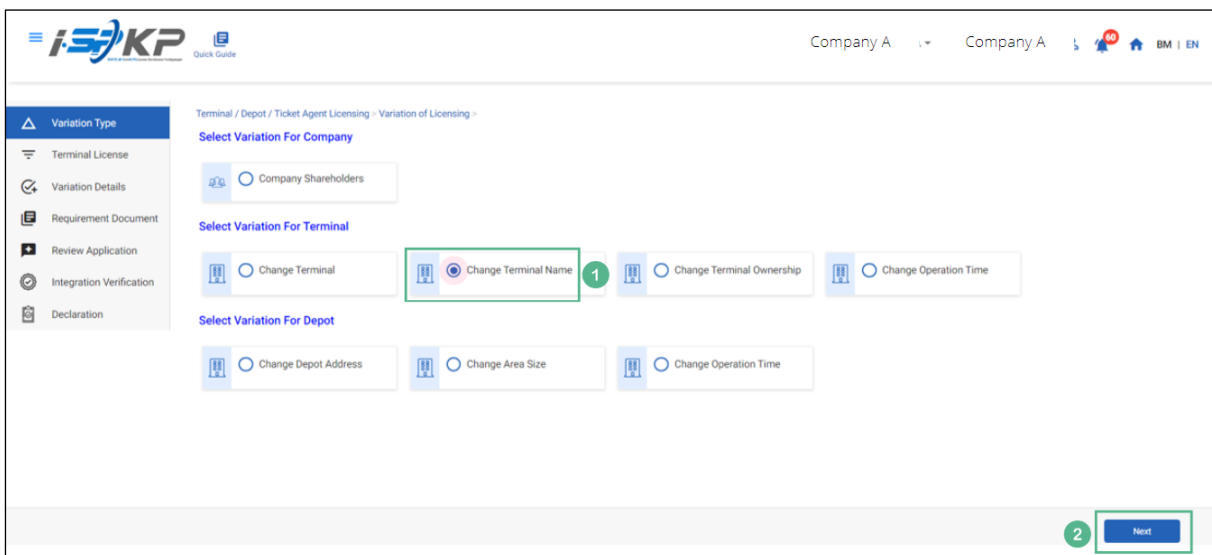 i-SPKP
Quick Guide
Company A
Company A
60
BM | EN
Variation Type
Terminal License
Variation Details
Requirement Document
Review Application
Integration Verification
Declaration
Terminal / Depot / Ticket Agent Licensing > Variation of Licensing >
Select Variation For Company
Company Shareholders
Select Variation For Terminal
Change Terminal
Change Terminal Name
1
Change Terminal Ownership
Change Operation Time
Select Variation For Depot
Change Depot Address
Change Area Size
Change Operation Time
2
Next